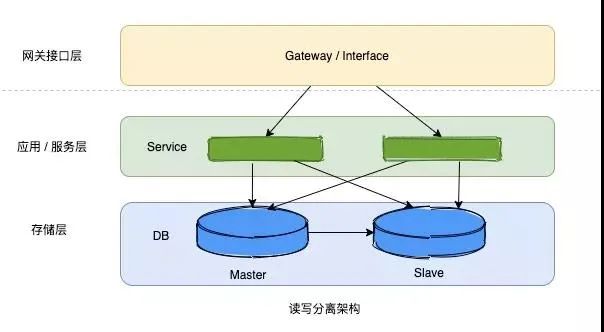 网关接口层
Gateway / Interface
应用 / 服务层
Service
存储层
DB
Master
Slave
读写分离架构